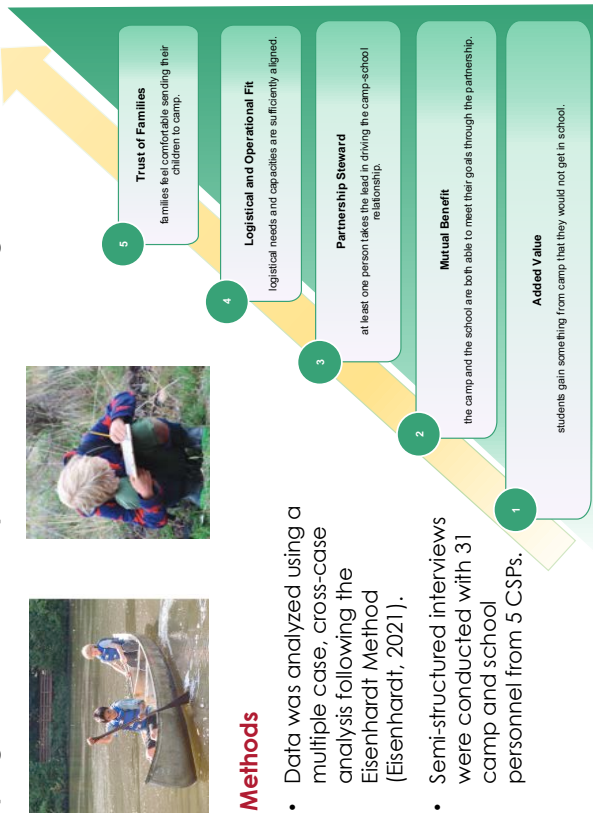 Methods
• Data was analyzed using a
multiple case, cross-case
analysis following the
Eisenhardt Method
(Eisenhardt, 2021).
• Semi-structured interviews
were conducted with 31
camp and school
personnel from 5 CSPs.
5
Trust of Families
families feel comfortable sending their
children to camp.
4
Logistical and Operational Fit
logistical needs and capacities are sufficiently aligned.
3
Partnership Steward
at least one person takes the lead in driving the camp-school
relationship.
2
Mutual Benefit
the camp and the school are both able to meet their goals through the partnership.
1
Added Value
students gain something from camp that they would not get in school.